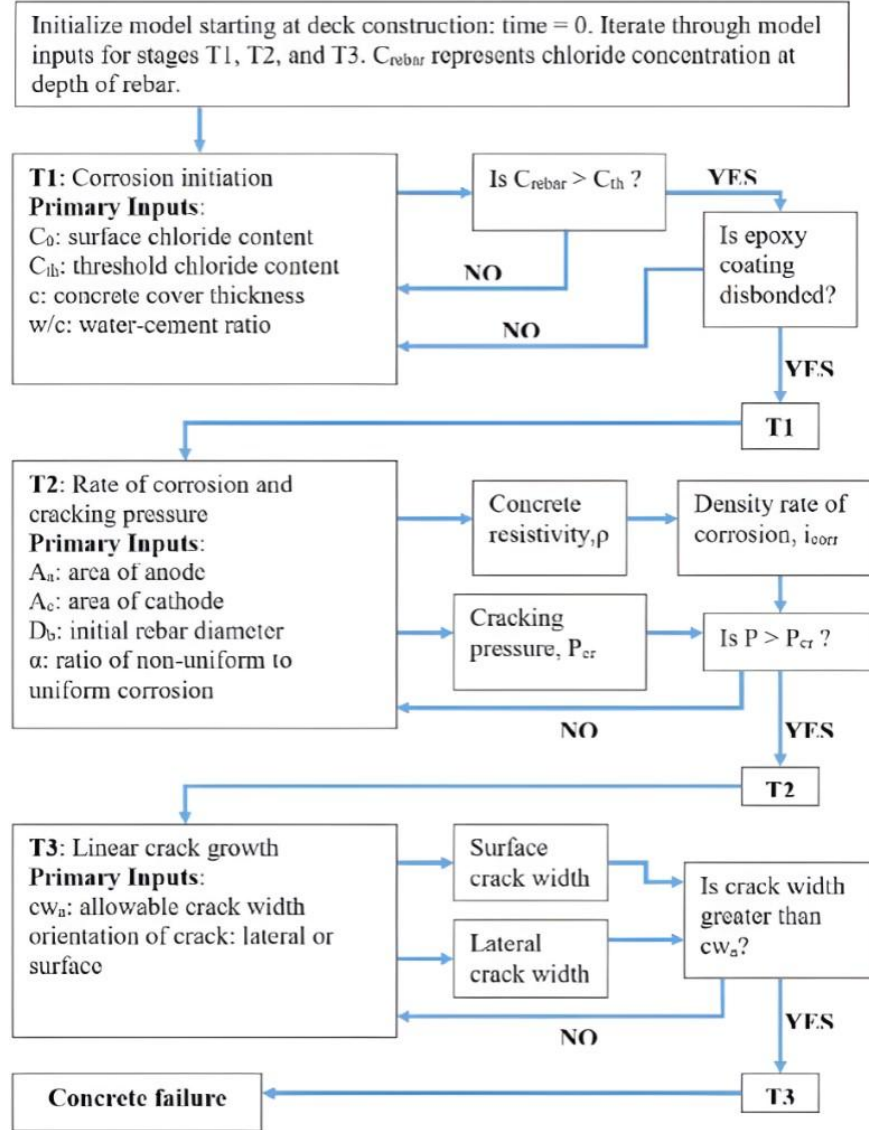 Initialize model starting at deck construction: time = 0. Iterate through model
inputs for stages T1, T2, and T3. Crebar represents chloride concentration at
depth of rebar.
T1: Corrosion initiation
Primary Inputs:
C₀: surface chloride content
Cth: threshold chloride content
c: concrete cover thickness
w/c: water-cement ratio
Is Crebar > Cth ?
YES
NO
Is epoxy
coating
disbonded?
NO
YES
T1
T2: Rate of corrosion and
cracking pressure
Primary Inputs:
Aa: area of anode
Ac: area of cathode
Db: initial rebar diameter
α: ratio of non-uniform to
uniform corrosion
Concrete
resistivity,ρ
Density rate of
corrosion, icorr
Cracking
pressure, Pcr
Is P > Pcr ?
NO
YES
T2
T3: Linear crack growth
Primary Inputs:
cwa: allowable crack width
orientation of crack: lateral or
surface
Surface
crack width
Lateral
crack width
Is crack width
greater than
cwa?
NO
YES
T3
Concrete failure